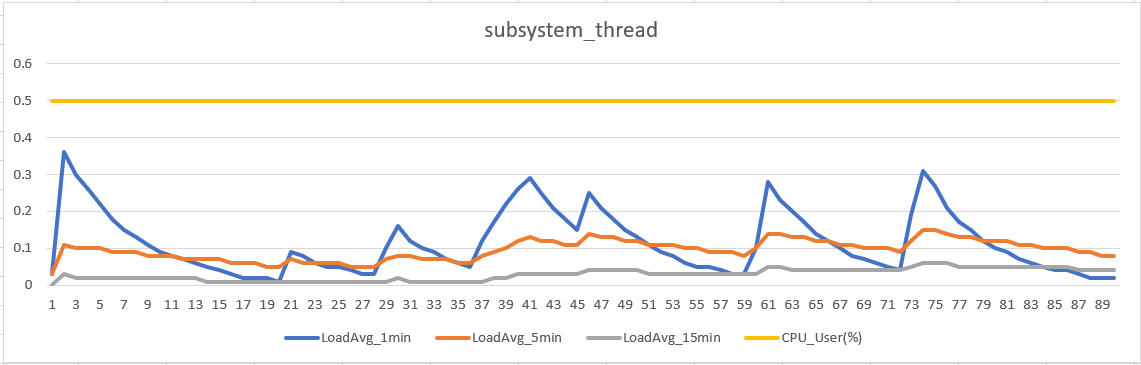 subsystem_thread
0.6
0.5
0.4
0.3
0.2
0.1
0
1 3 5 7 9 11 13 15 17 19 21 23 25 27 29 31 33 35 37 39 41 43 45 47 49 51 53 55 57 59 61 63 65 67 69 71 73 75 77 79 81 83 85 87 89
LoadAvg_1min LoadAvg_5min LoadAvg_15min CPU_User(%)